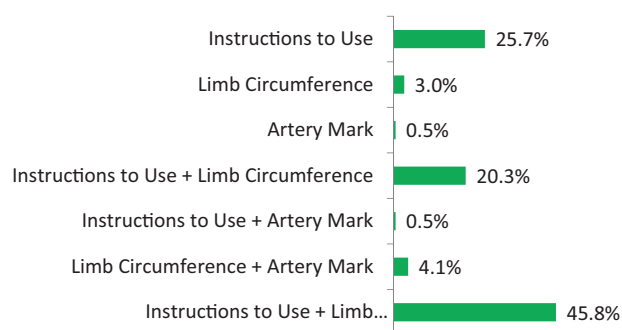 Instructions to Use 25.7%
Limb Circumference 3.0%
Artery Mark 0.5%
Instructions to Use + Limb Circumference 20.3%
Instructions to Use + Artery Mark 0.5%
Limb Circumference + Artery Mark 4.1%
Instructions to Use + Limb... 45.8%